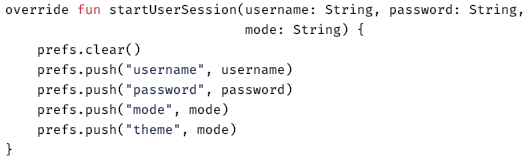 override fun startUserSession(username: String, password: String,
                              mode: String) {
    prefs.clear()
    prefs.push("username", username)
    prefs.push("password", password)
    prefs.push("mode", mode)
    prefs.push("theme", mode)
}